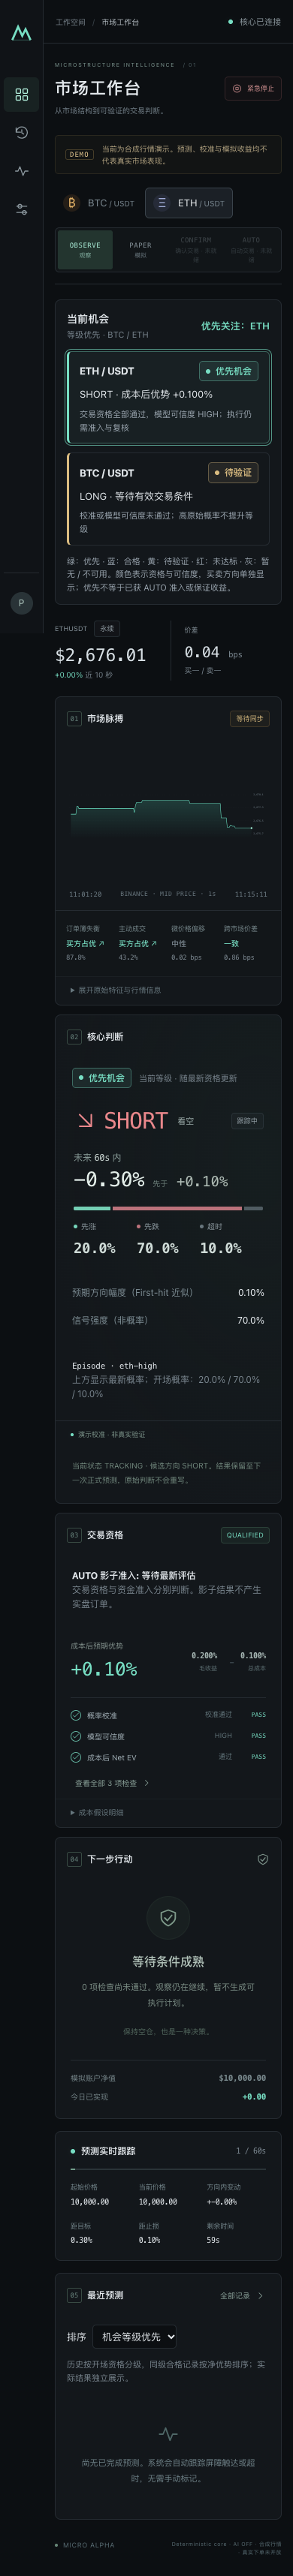 工作空间 / 市场工作台
核心已连接
MICROSTRUCTURE INTELLIGENCE / 01
市场工作台
紧急停止
从市场结构到可验证的交易判断。
DEMO
当前为合成行情演示。预测、校准与模拟收益均不
代表真实市场表现。
BTC / USDT
ETH / USDT
OBSERVE
观察
PAPER
模拟
CONFIRM
AUTO
当前机会
等级优先 · BTC / ETH
优先关注: ETH
ETH / USDT
优先机会
SHORT · 成本后优势 +0.100%
交易资格全部通过，模型可信度 HIGH；执行仍
需准入与复核
BTC / USDT
待验证
LONG · 等待有效交易条件
校准或模型可信度未通过；高原始概率不提升等
级
绿：优先 · 蓝：合格 · 黄：待验证 · 红：未达标 · 灰：暂
无 / 不可用。颜色表示资格与可信度，买卖方向单独显
示；优先不等于已获 AUTO 准入或保证收益。
ETHUSDT 永续
$2,676.01
+0.00% 近 10 秒
价差
0.04 bps
买一 / 卖一
01 市场脉搏
等待同步
11:01:20
BINANCE · MID PRICE · 1s
11:15:11
订单簿失衡
买方占优 ↗
87.8%
主动成交
买方占优 ↗
43.2%
微价格偏移
中性
0.02 bps
跨市场价差
一致
0.86 bps
▶ 展开原始特征与行情信息
02 核心判断
优先机会
当前等级 · 随最新资格更新
↘ SHORT 看空
跟踪中
未来 60s 内
−0.30% 先于 +0.10%
先涨
20.0%
先跌
70.0%
超时
10.0%
预期方向幅度（First-hit 近似）
0.10%
信号强度（非概率）
70.0%
Episode · eth-high
上方显示最新概率；开场概率：20.0% / 70.0%
/ 10.0%
演示校准 · 非真实验证
当前状态 TRACKING · 候选方向 SHORT。结果保留至下
一次正式预测，原始判断不会重写。
03 交易资格
QUALIFIED
AUTO 影子准入: 等待最新评估
交易资格与资金准入分别判断。影子结果不产生
实盘订单。
成本后预期优势
+0.10%
0.200%
毛收益
−
0.100%
总成本
概率校准
校准通过
PASS
模型可信度
HIGH
PASS
成本后 Net EV
通过
PASS
查看全部 3 项检查
▶ 成本假设明细
04 下一步行动
等待条件成熟
0 项检查尚未通过。观察仍在继续，暂不生成可
执行计划。
保持空仓，也是一种决策。
模拟账户净值
$10,000.00
今日已实现
+0.00
预测实时跟踪
1 / 60s
起始价格
10,000.00
当前价格
10,000.00
方向内变动
+−0.00%
距目标
0.30%
距止损
0.10%
剩余时间
59s
05 最近预测
全部记录
排序 机会等级优先
历史按开场资格分级，同级合格记录按净优势排序；实
际结果独立展示。
尚无已完成预测。系统会自动跟踪屏障触达或超
时，无需手动标记。
P
MICRO ALPHA
Deterministic core · AI OFF · 合成行情
· 真实下单未开放